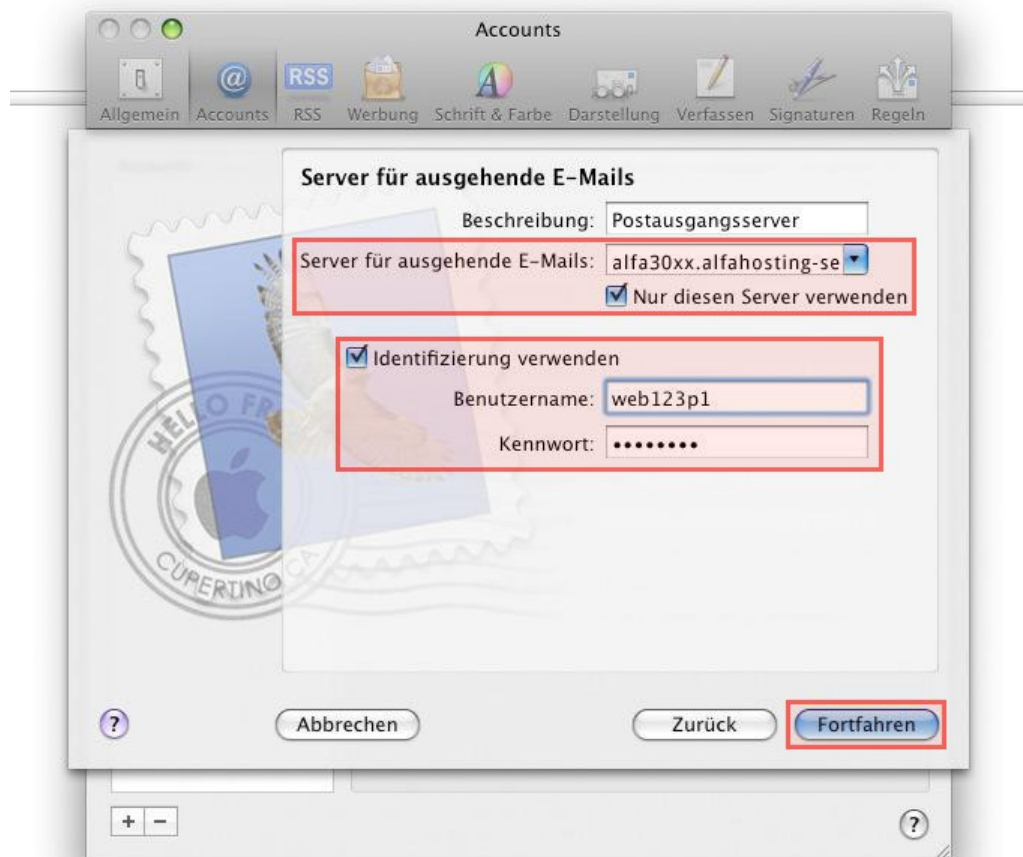 Accounts
RSS
Allgemein Accounts RSS Werbung Schrift & Farbe Darstellung Verfassen Signaturen Regeln
Server für ausgehende E-Mails
Beschreibung: Postausgangsserver
Server für ausgehende E-Mails: alfa30xx.alfahosting-se
Nur diesen Server verwenden
Identifizierung verwenden
Benutzername: web123p1
Kennwort: ••••••••
HELLO FR
CUPERTINO CA
? Abbrechen Zurück Fortfahren
+ − ?